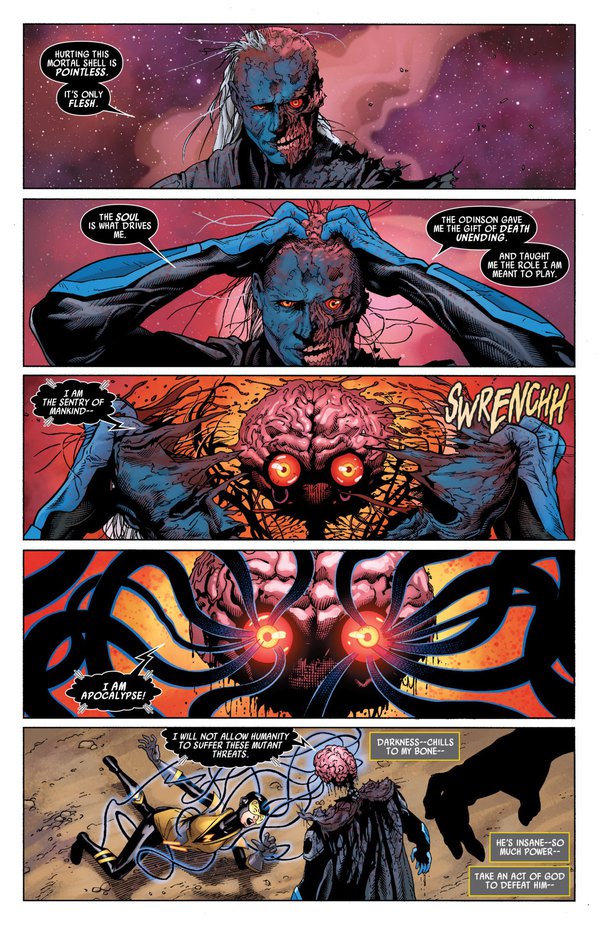 HURTING THIS
MORTAL SHELL IS
POINTLESS.
IT'S ONLY
FLESH.
THE SOUL
IS WHAT DRIVES
ME.
THE ODINSON GAVE
ME THE GIFT OF DEATH
UNENDING.
AND TAUGHT
ME THE ROLE I AM
MEANT TO PLAY.
I AM
THE SENTRY OF
MANKIND--
SWRENCHH
I AM
APOCALYPSE!
I WILL NOT ALLOW HUMANITY
TO SUFFER THESE MUTANT
THREATS.
DARKNESS--CHILLS
TO MY BONE--
HE'S INSANE--SO
MUCH POWER--
TAKE AN ACT OF GOD
TO DEFEAT HIM--